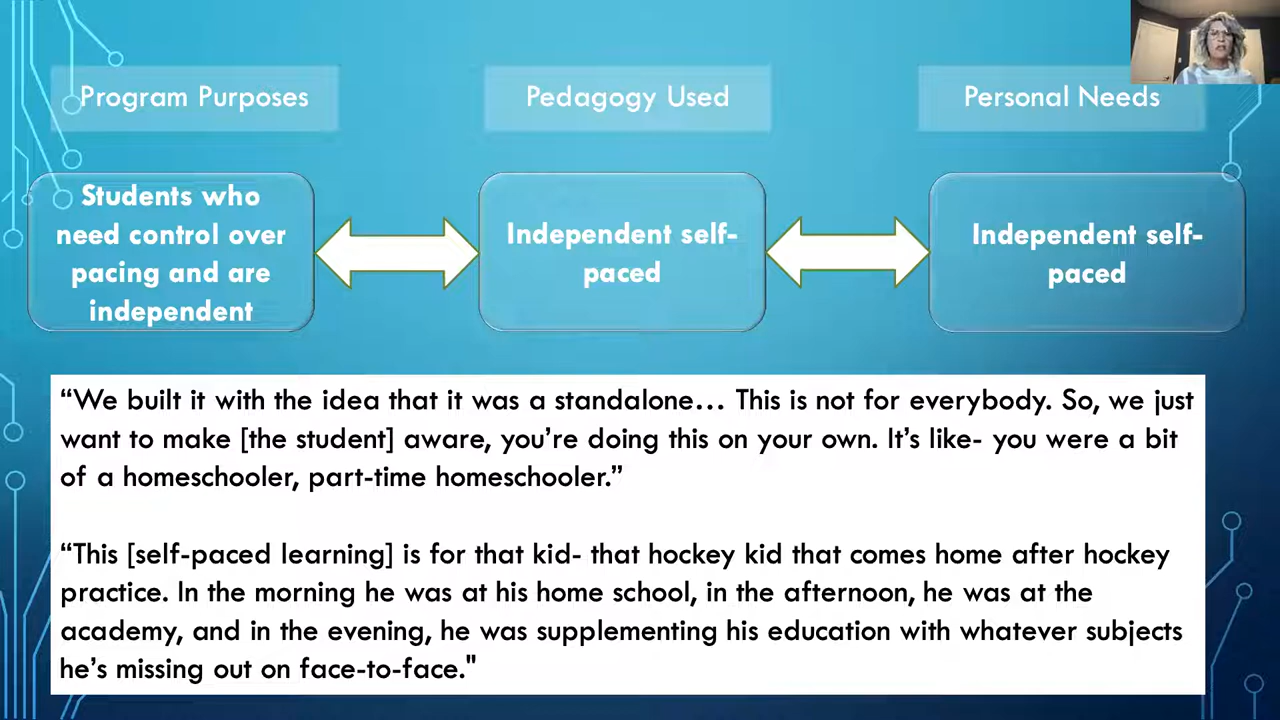 Program Purposes
Pedagogy Used
Personal Needs
Students who
need control over
pacing and are
independent
Independent self-
paced
Independent self-
paced
“We built it with the idea that it was a standalone… This is not for everybody. So, we just
want to make [the student] aware, you’re doing this on your own. It’s like- you were a bit
of a homeschooler, part-time homeschooler.”
“This [self-paced learning] is for that kid- that hockey kid that comes home after hockey
practice. In the morning he was at his home school, in the afternoon, he was at the
academy, and in the evening, he was supplementing his education with whatever subjects
he’s missing out on face-to-face."